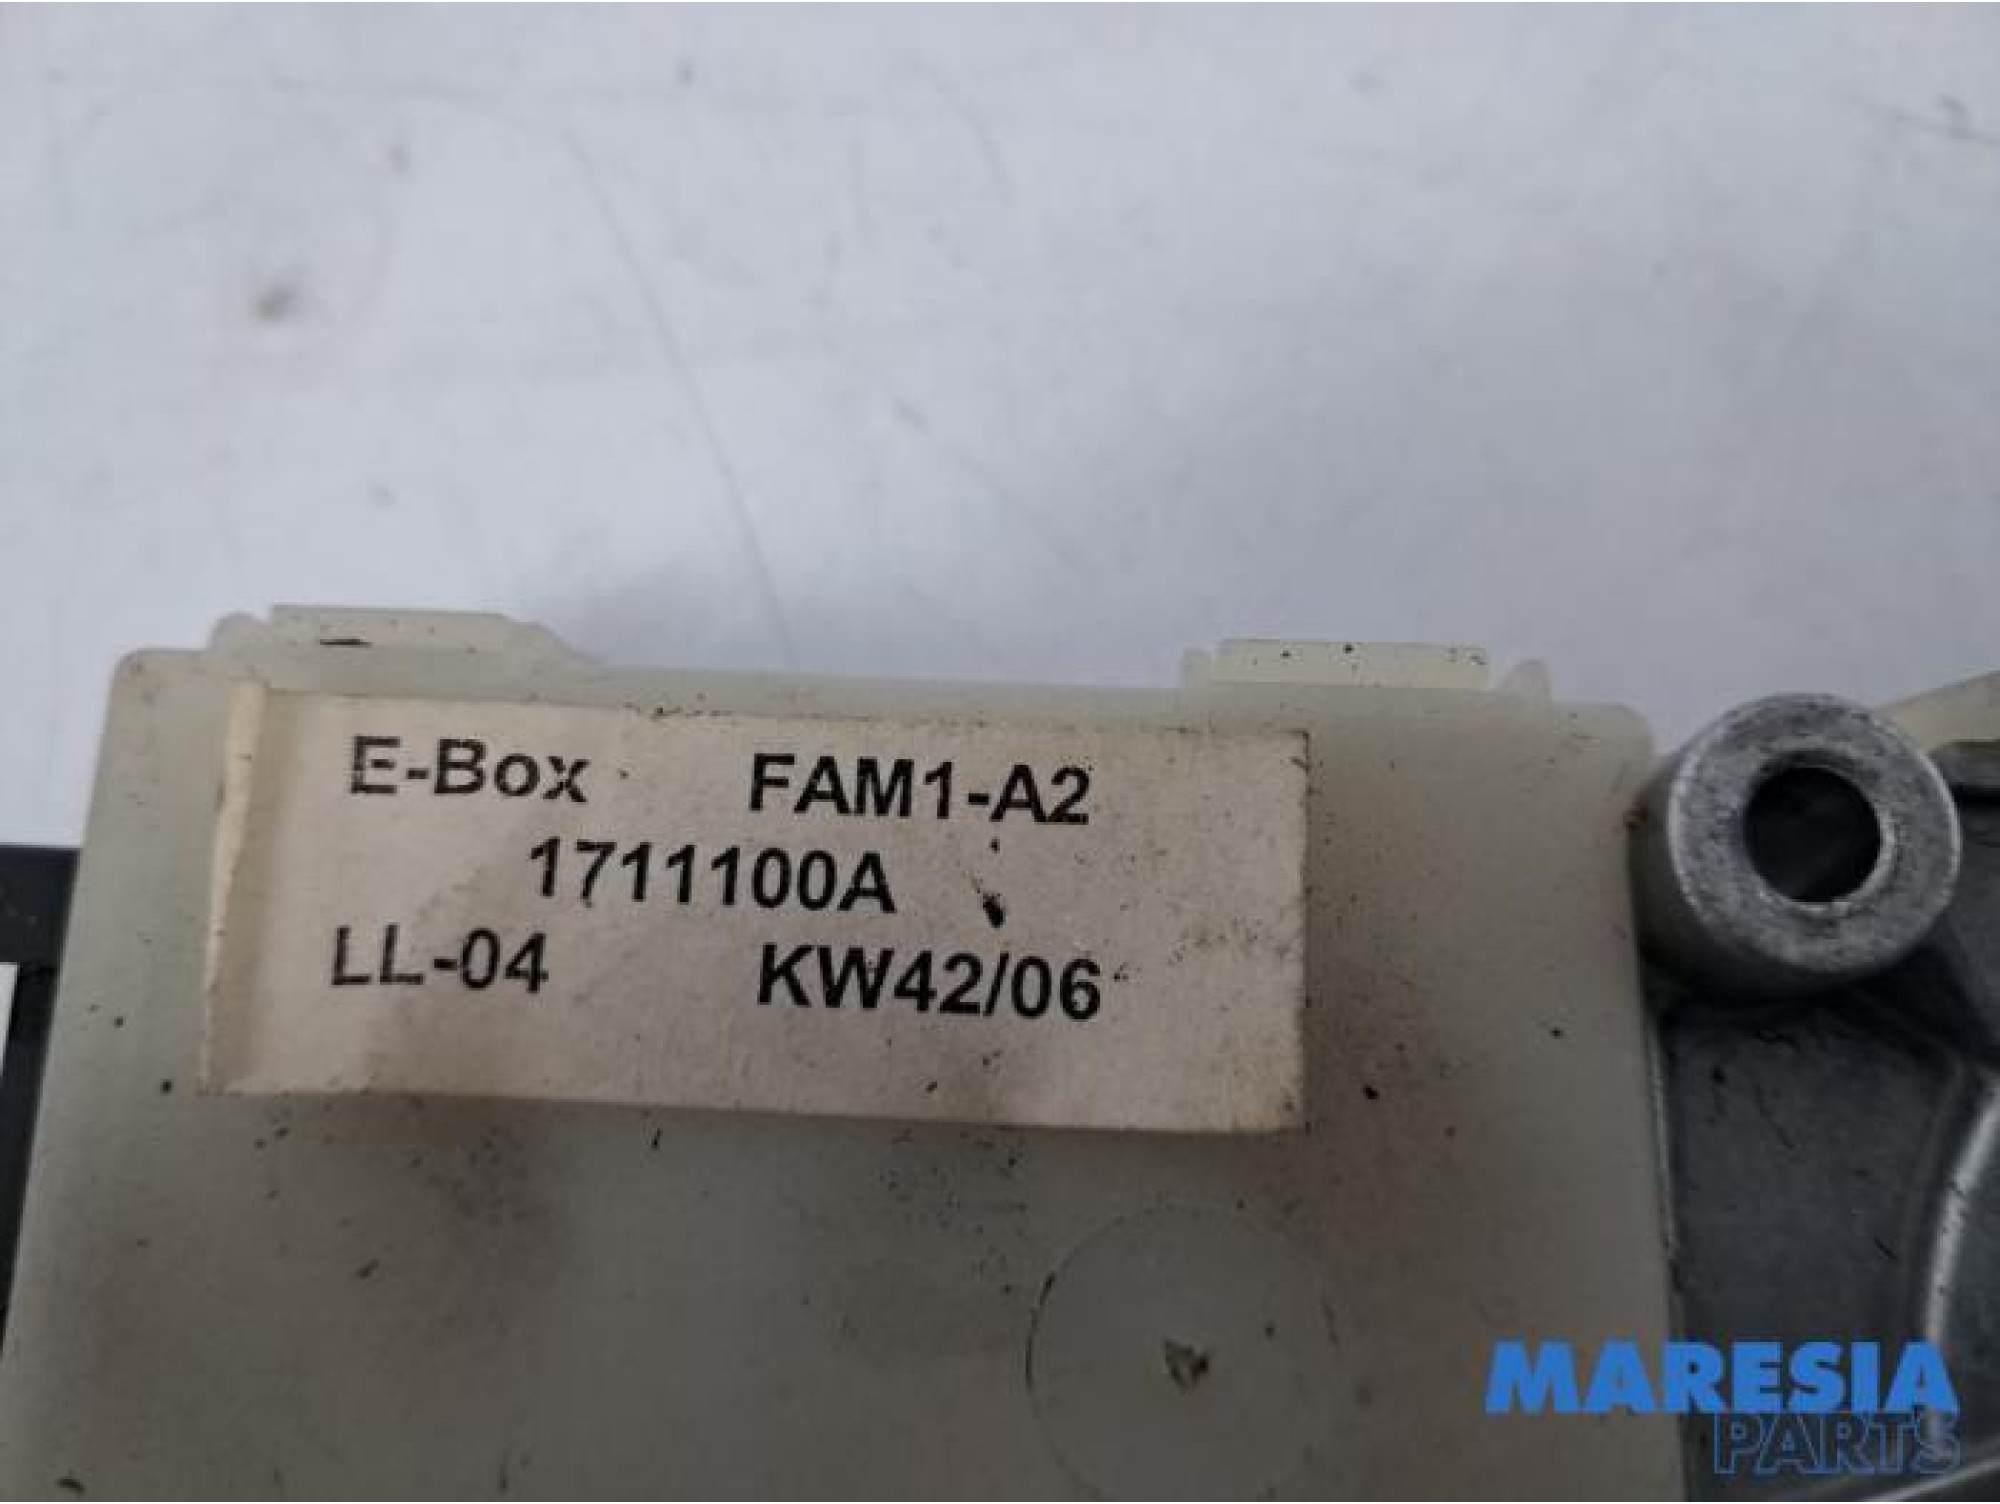 E-Box FAM1-A2
1711100A
LL-04 KW42/06
MARESIA
PARTS